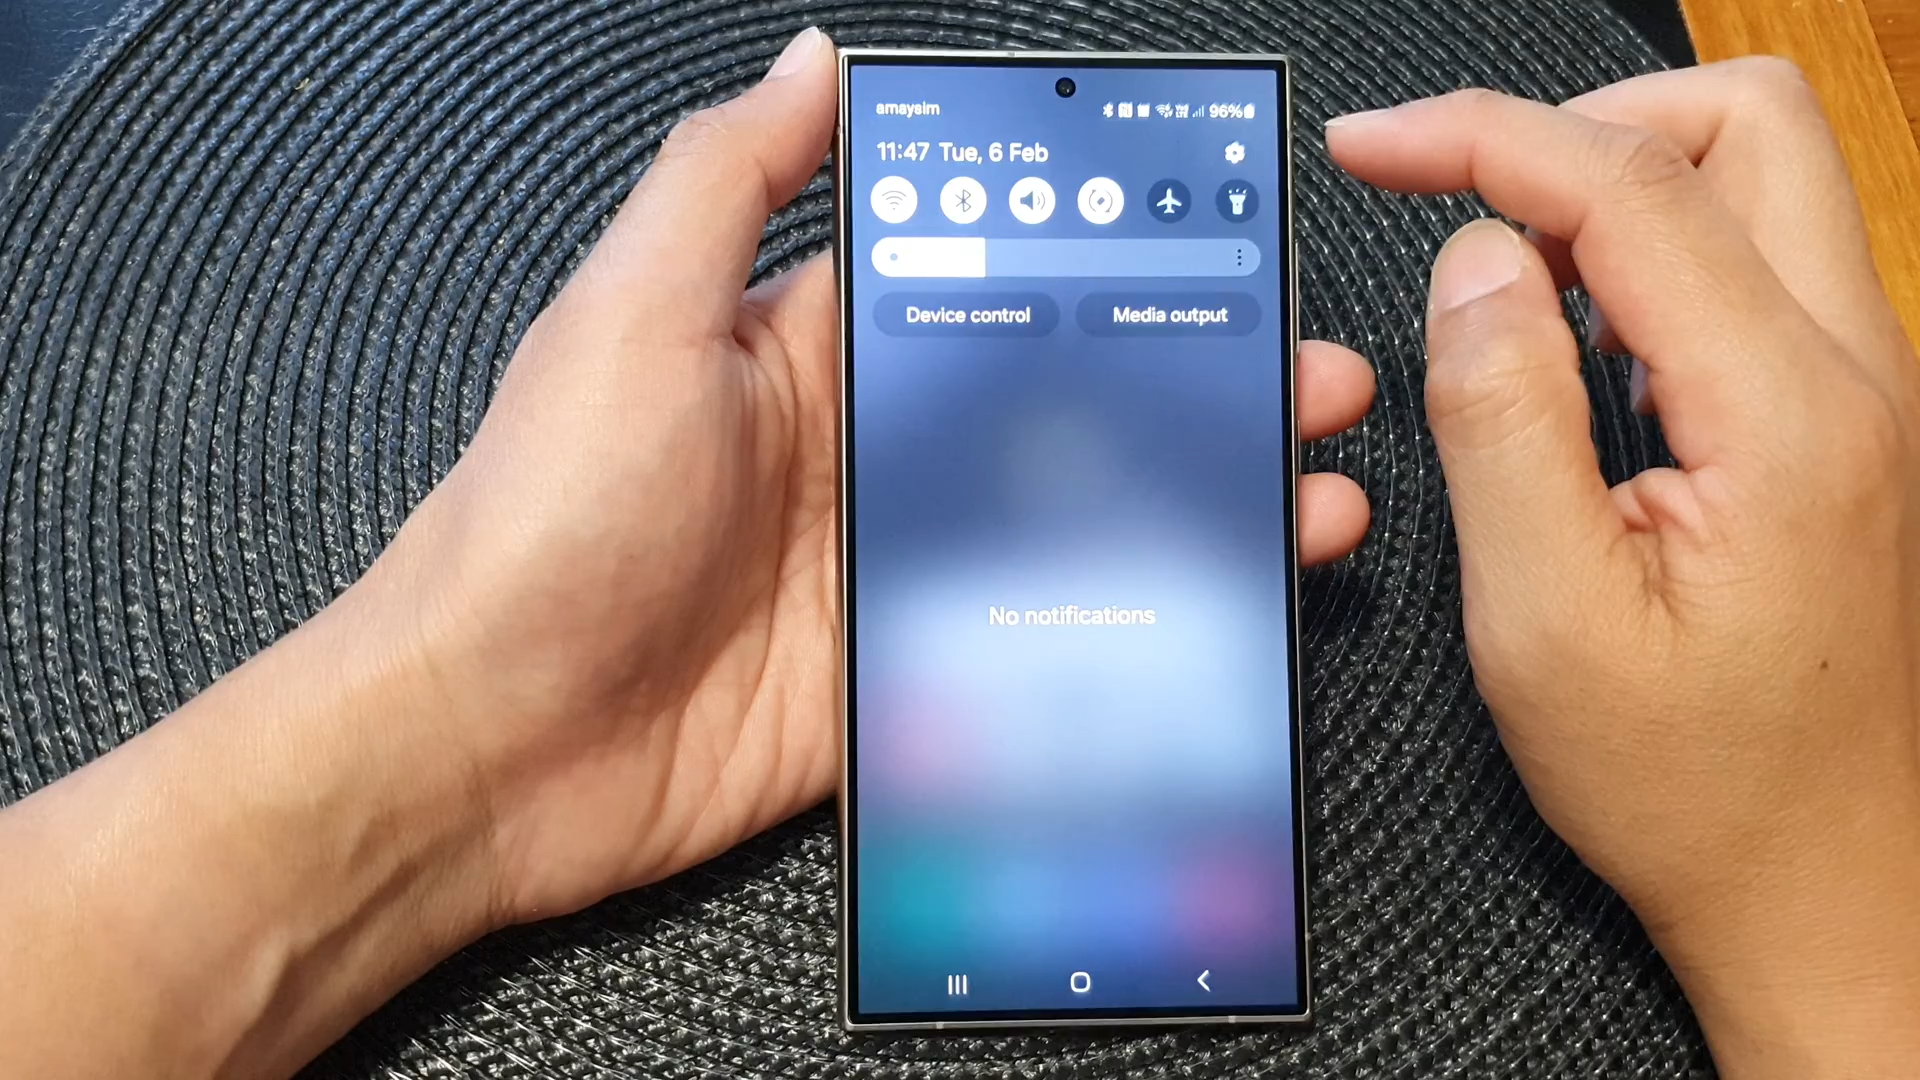 amaysim
96%
11:47 Tue, 6 Feb
Device control
Media output
No notifications